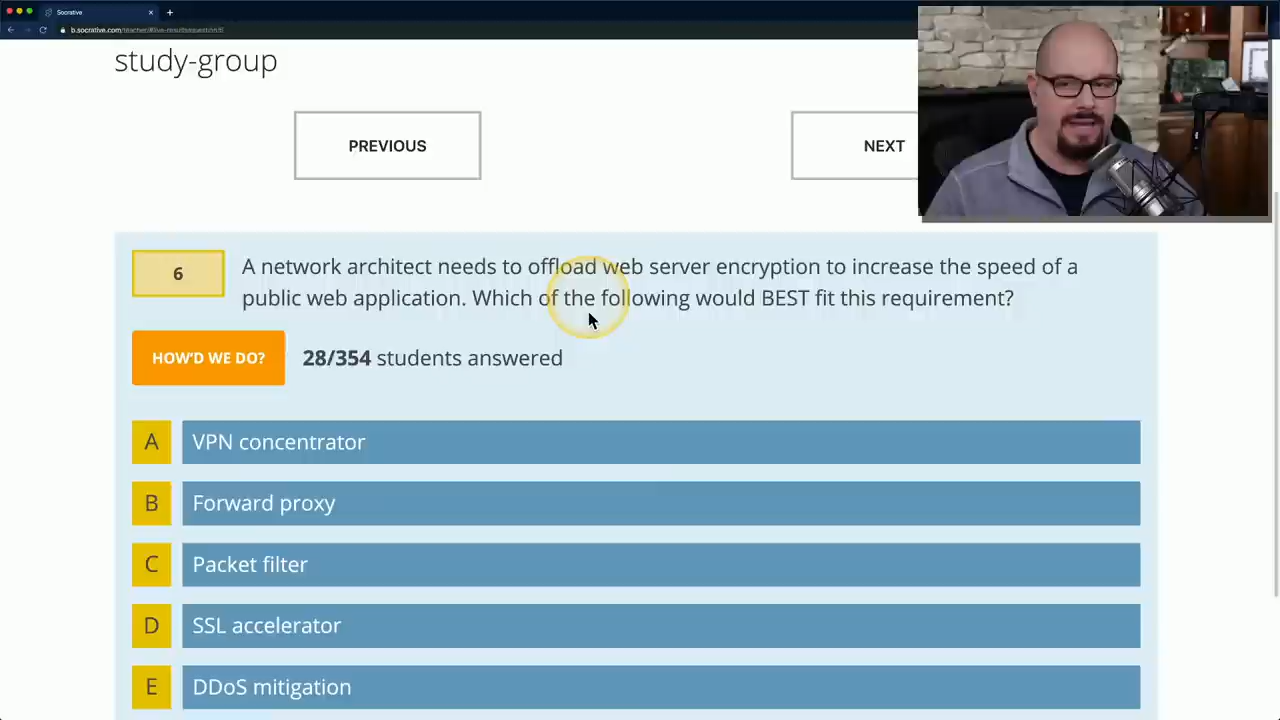 Socrative
study-group
PREVIOUS
NEXT
6
A network architect needs to offload web server encryption to increase the speed of a
public web application. Which of the following would BEST fit this requirement?
HOW'D WE DO?
28/354 students answered
A VPN concentrator
B Forward proxy
C Packet filter
D SSL accelerator
E DDoS mitigation